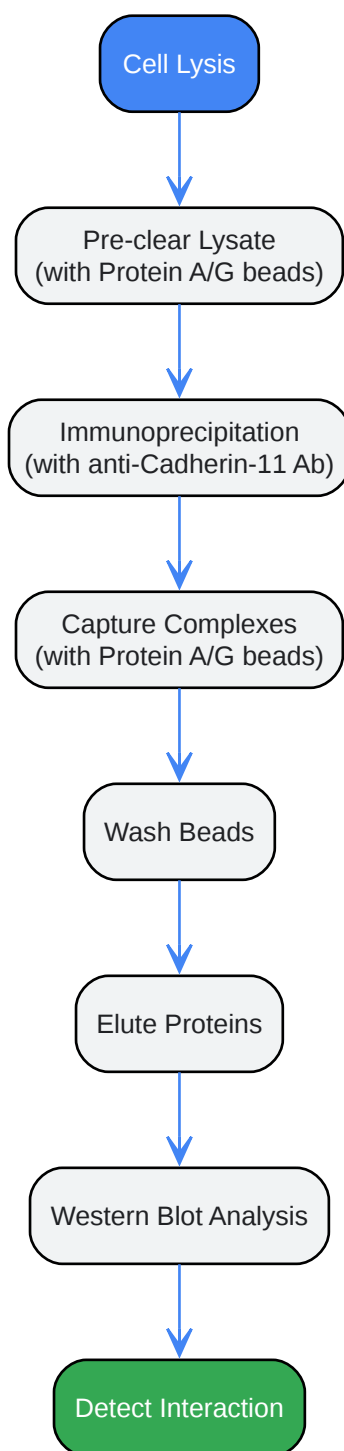 Cell Lysis
Pre-clear Lysate
(with Protein A/G beads)
Immunoprecipitation
(with anti-Cadherin-11 Ab)
Capture Complexes
(with Protein A/G beads)
Wash Beads
Elute Proteins
Western Blot Analysis
Detect Interaction